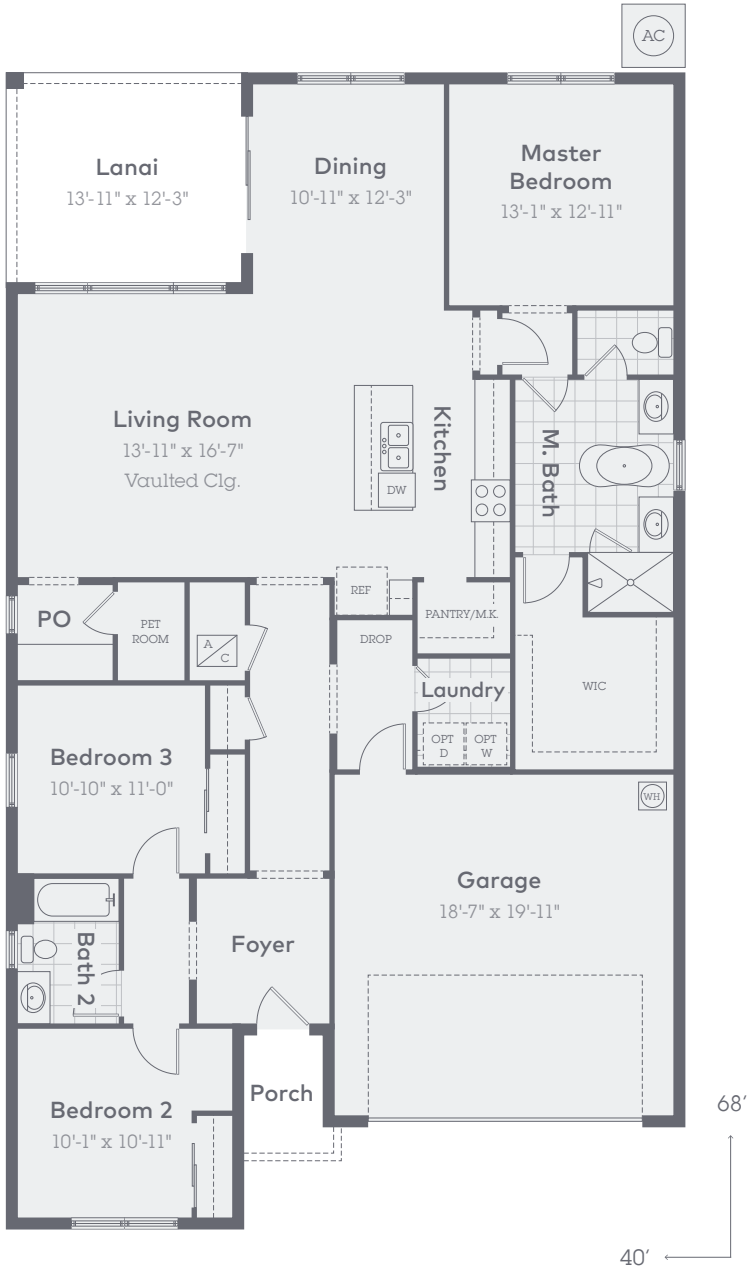 AC
Lanai
13'-11" x 12'-3"
Dining
10'-11" x 12'-3"
Master
Bedroom
13'-1" x 12'-11"
Living Room
13'-11" x 16'-7"
Vaulted Clg.
Kitchen
DW
M. Bath
REF
PANTRY/M.K.
PO
PET
ROOM
A
C
DROP
Laundry
OPT
D
OPT
W
WIC
Bedroom 3
10'-10" x 11'-0"
WH
Garage
18'-7" x 19'-11"
Bath 2
Foyer
Porch
Bedroom 2
10'-1" x 10'-11"
68′
40′